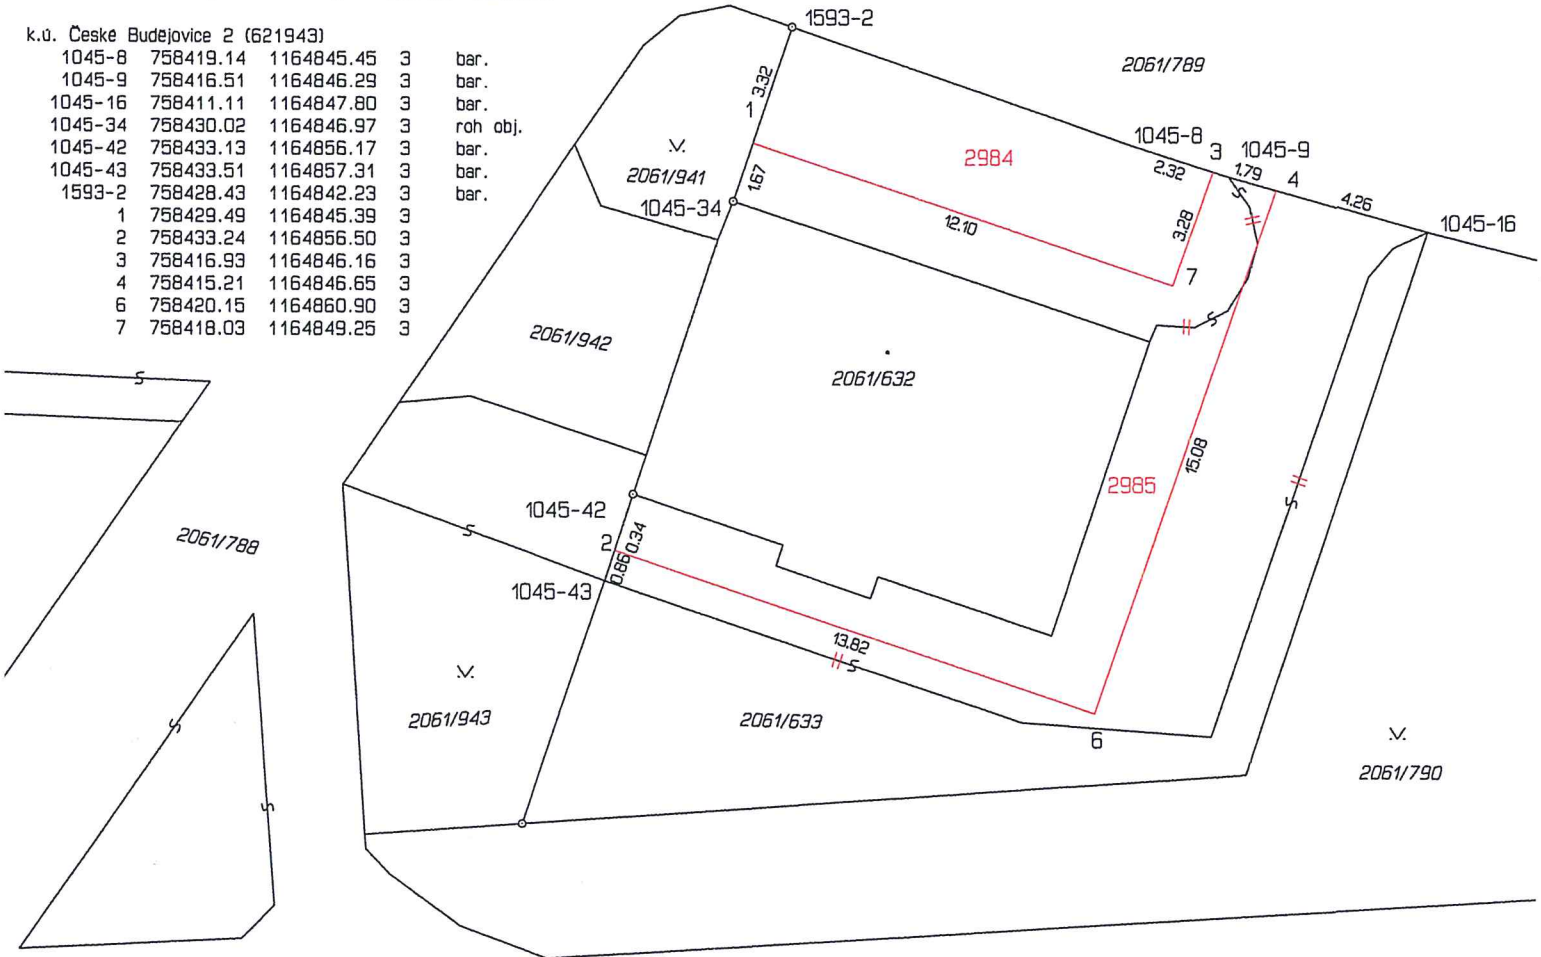 k.ú. České Budějovice 2 (621943)
1045-8 758419.14 1164845.45 3 bar.
1045-9 758416.51 1164846.29 3 bar.
1045-16 758411.11 1164847.80 3 bar.
1045-34 758430.02 1164846.97 3 roh obj.
1045-42 758433.13 1164856.17 3 bar.
1045-43 758433.51 1164857.31 3 bar.
1593-2 758428.43 1164842.23 3 bar.
1 758429.49 1164845.39 3
2 758433.24 1164856.50 3
3 758416.93 1164846.16 3
4 758415.21 1164846.65 3
6 758420.15 1164860.90 3
7 758418.03 1164849.25 3
1593-2
2061/789
3.32
1
1045-8
3
1045-9
2984
2.32
1.79
4
2061/941
1.67
4.26
1045-34
12.10
3.28
1045-16
7
2061/942
2061/632
15.08
2985
1045-42
2
0.34
2061/788
0.86
1045-43
13.82
2061/943
2061/633
6
2061/790